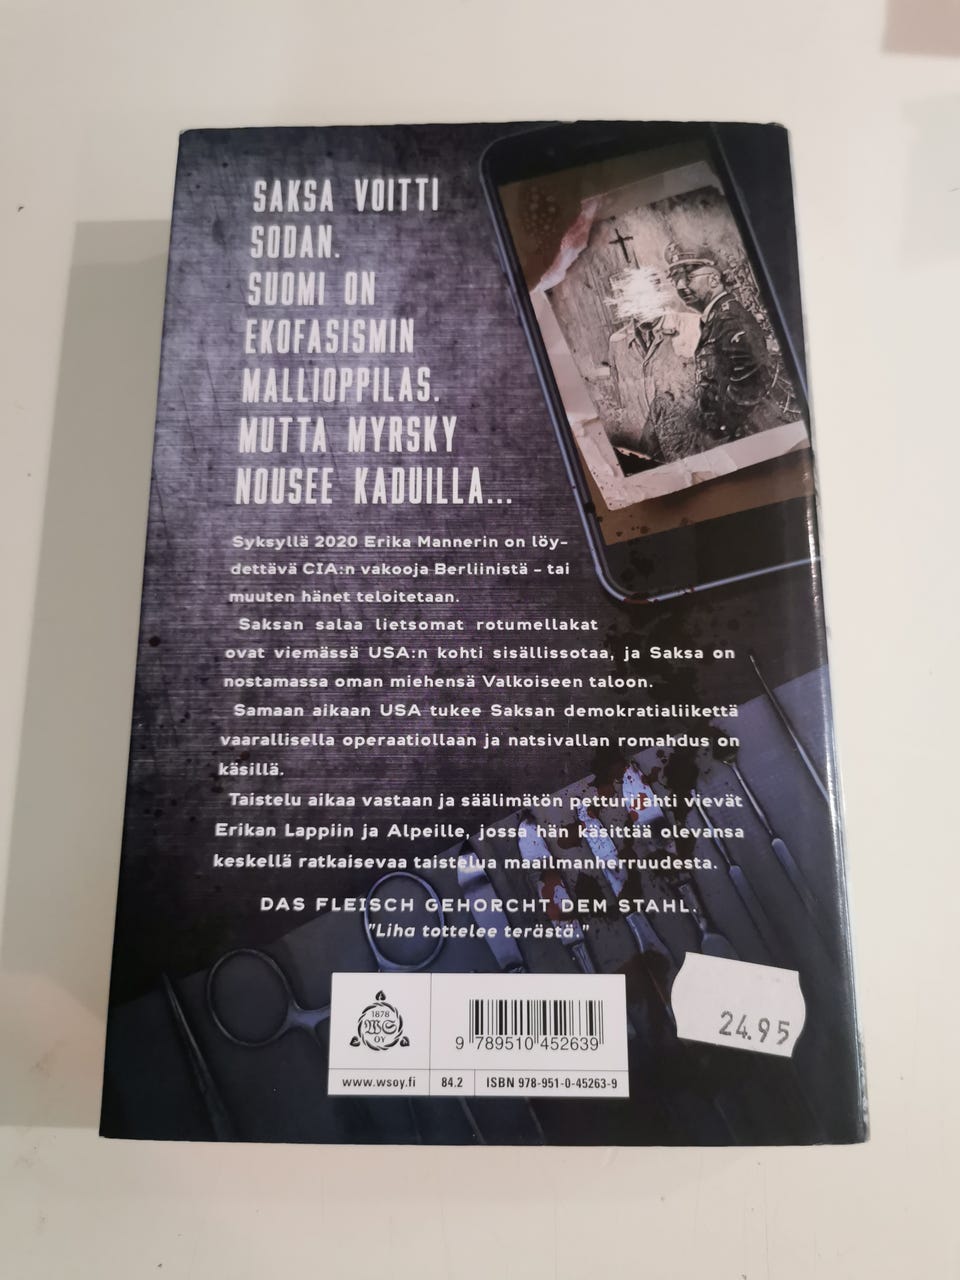 SAKSA VOITTI
SODAN.
SUOMI ON
EKOFASISMIN
MALLIOPPILAS.
MUTTA MYRSKY
NOUSEE KADUILLA...
Syksyllä 2020 Erika Mannerin on löy-
dettävä CIA:n vakooja Berliinistä – tai
muuten hänet teloitetaan.
Saksan salaa lietsomat rotumellakat
ovat viemässä USA:n kohti sisällissotaa, ja Saksa on
nostamassa oman miehensä Valkoiseen taloon.
Samaan aikaan USA tukee Saksan demokratialiikettä
vaarallisella operaatiollaan ja natsivallan romahdus on
käsillä.
Taistelu aikaa vastaan ja säälimätön petturijahti vievät
Erikan Lappiin ja Alpeille, jossa hän käsittää olevansa
keskellä ratkaisevaa taistelua maailmanherruudesta.
DAS FLEISCH GEHORCHT DEM STAHL.
"Liha tottelee terästä."
1878
WS
OY
9 789510 452639
www.wsoy.fi 84.2 ISBN 978-951-0-45263-9
24.95